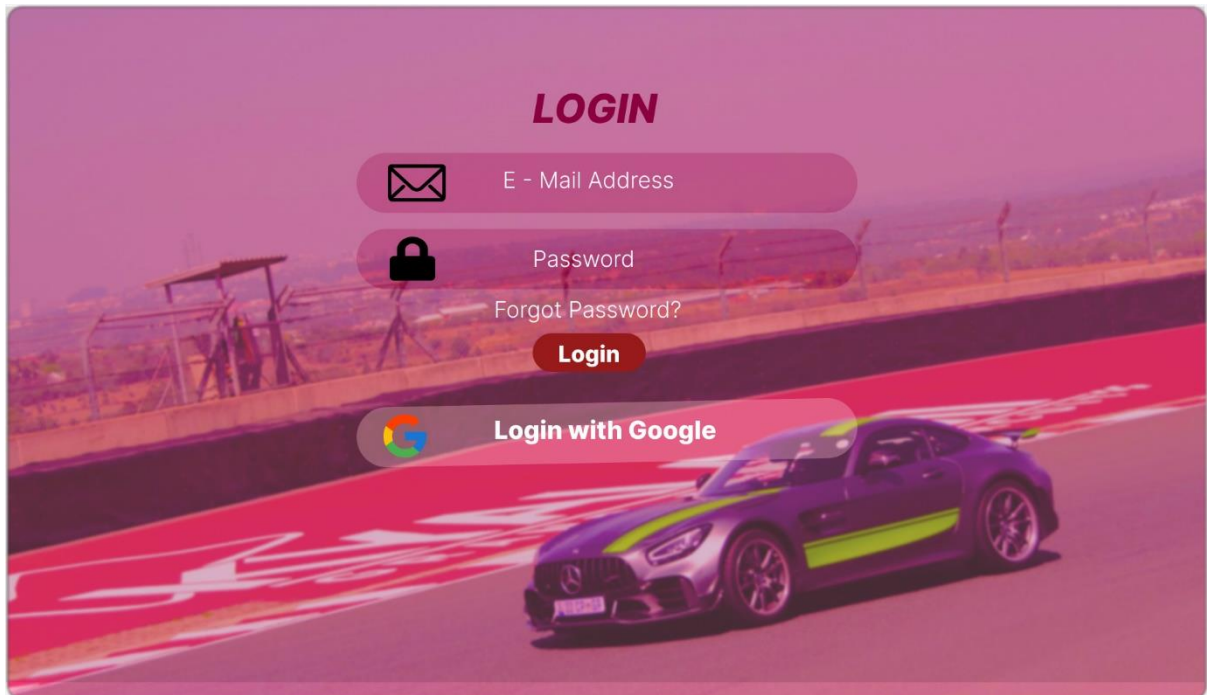 LOGIN
E - Mail Address
Password
Forgot Password?
Login
Login with Google